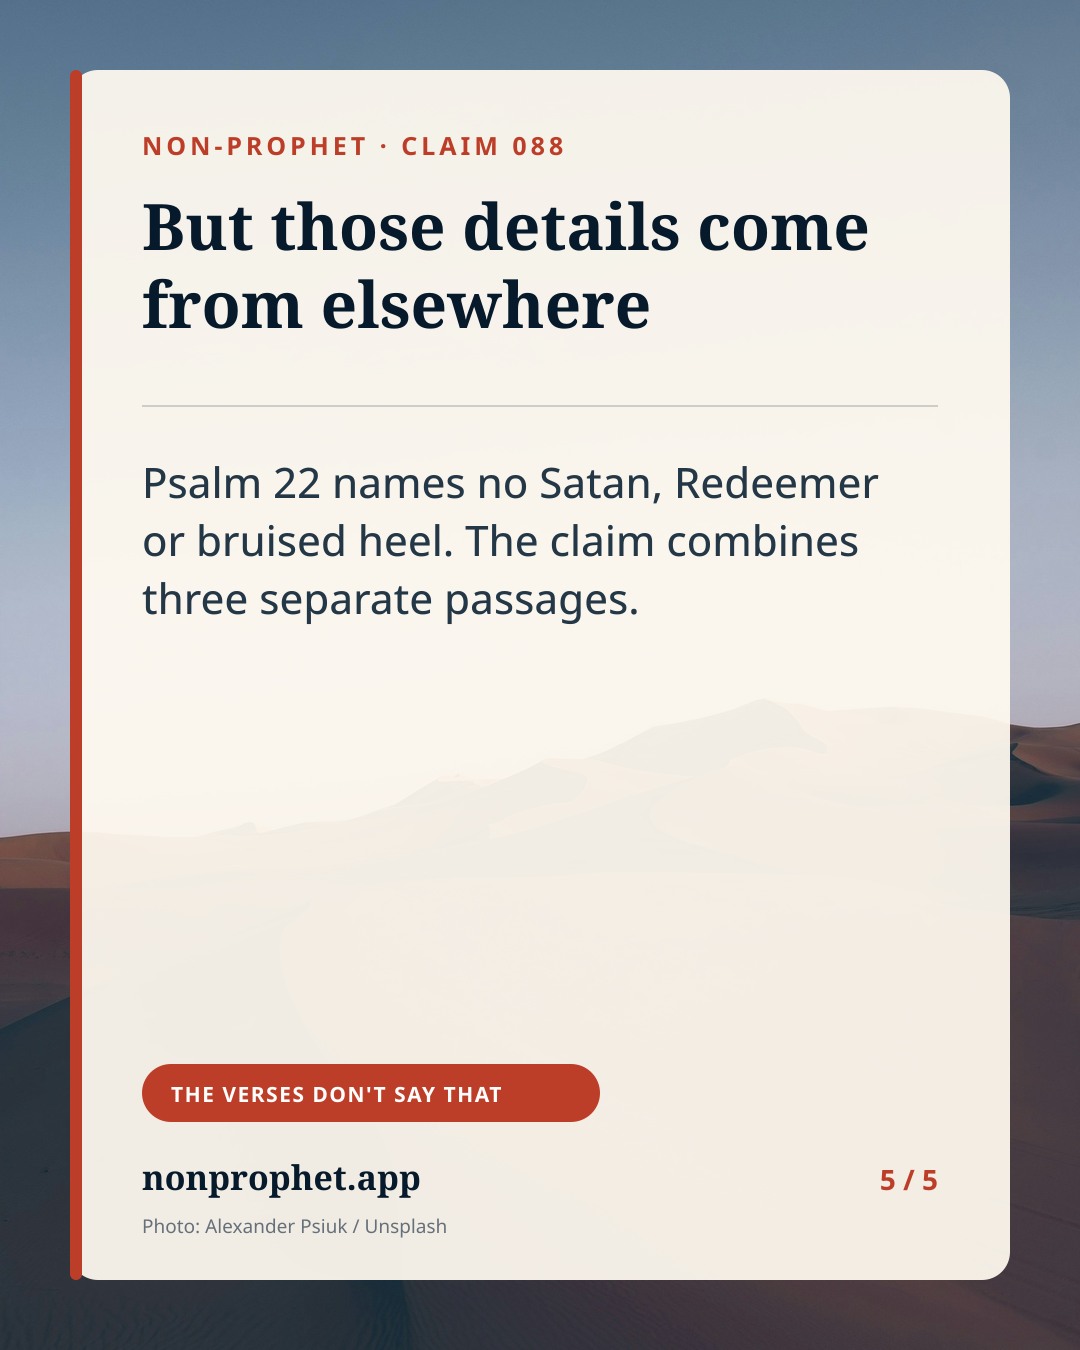 NON-PROPHET · CLAIM 088
But those details come
from elsewhere
Psalm 22 names no Satan, Redeemer
or bruised heel. The claim combines
three separate passages.
THE VERSES DON'T SAY THAT
nonprophet.app
5 / 5
Photo: Alexander Psiuk / Unsplash